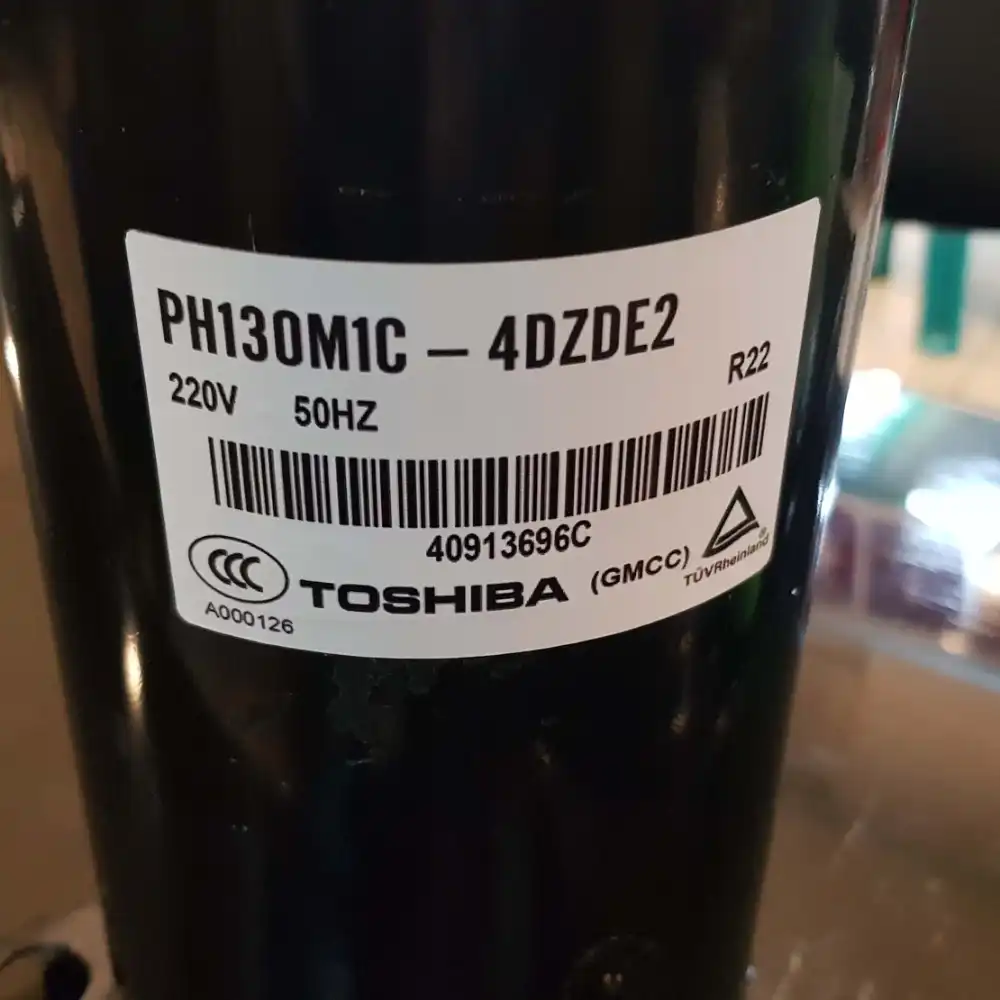 PH130M1C – 4DZDE2
220V 50HZ R22
40913696C
CCC TOSHIBA (GMCC) TÜVRheinland®
A000126